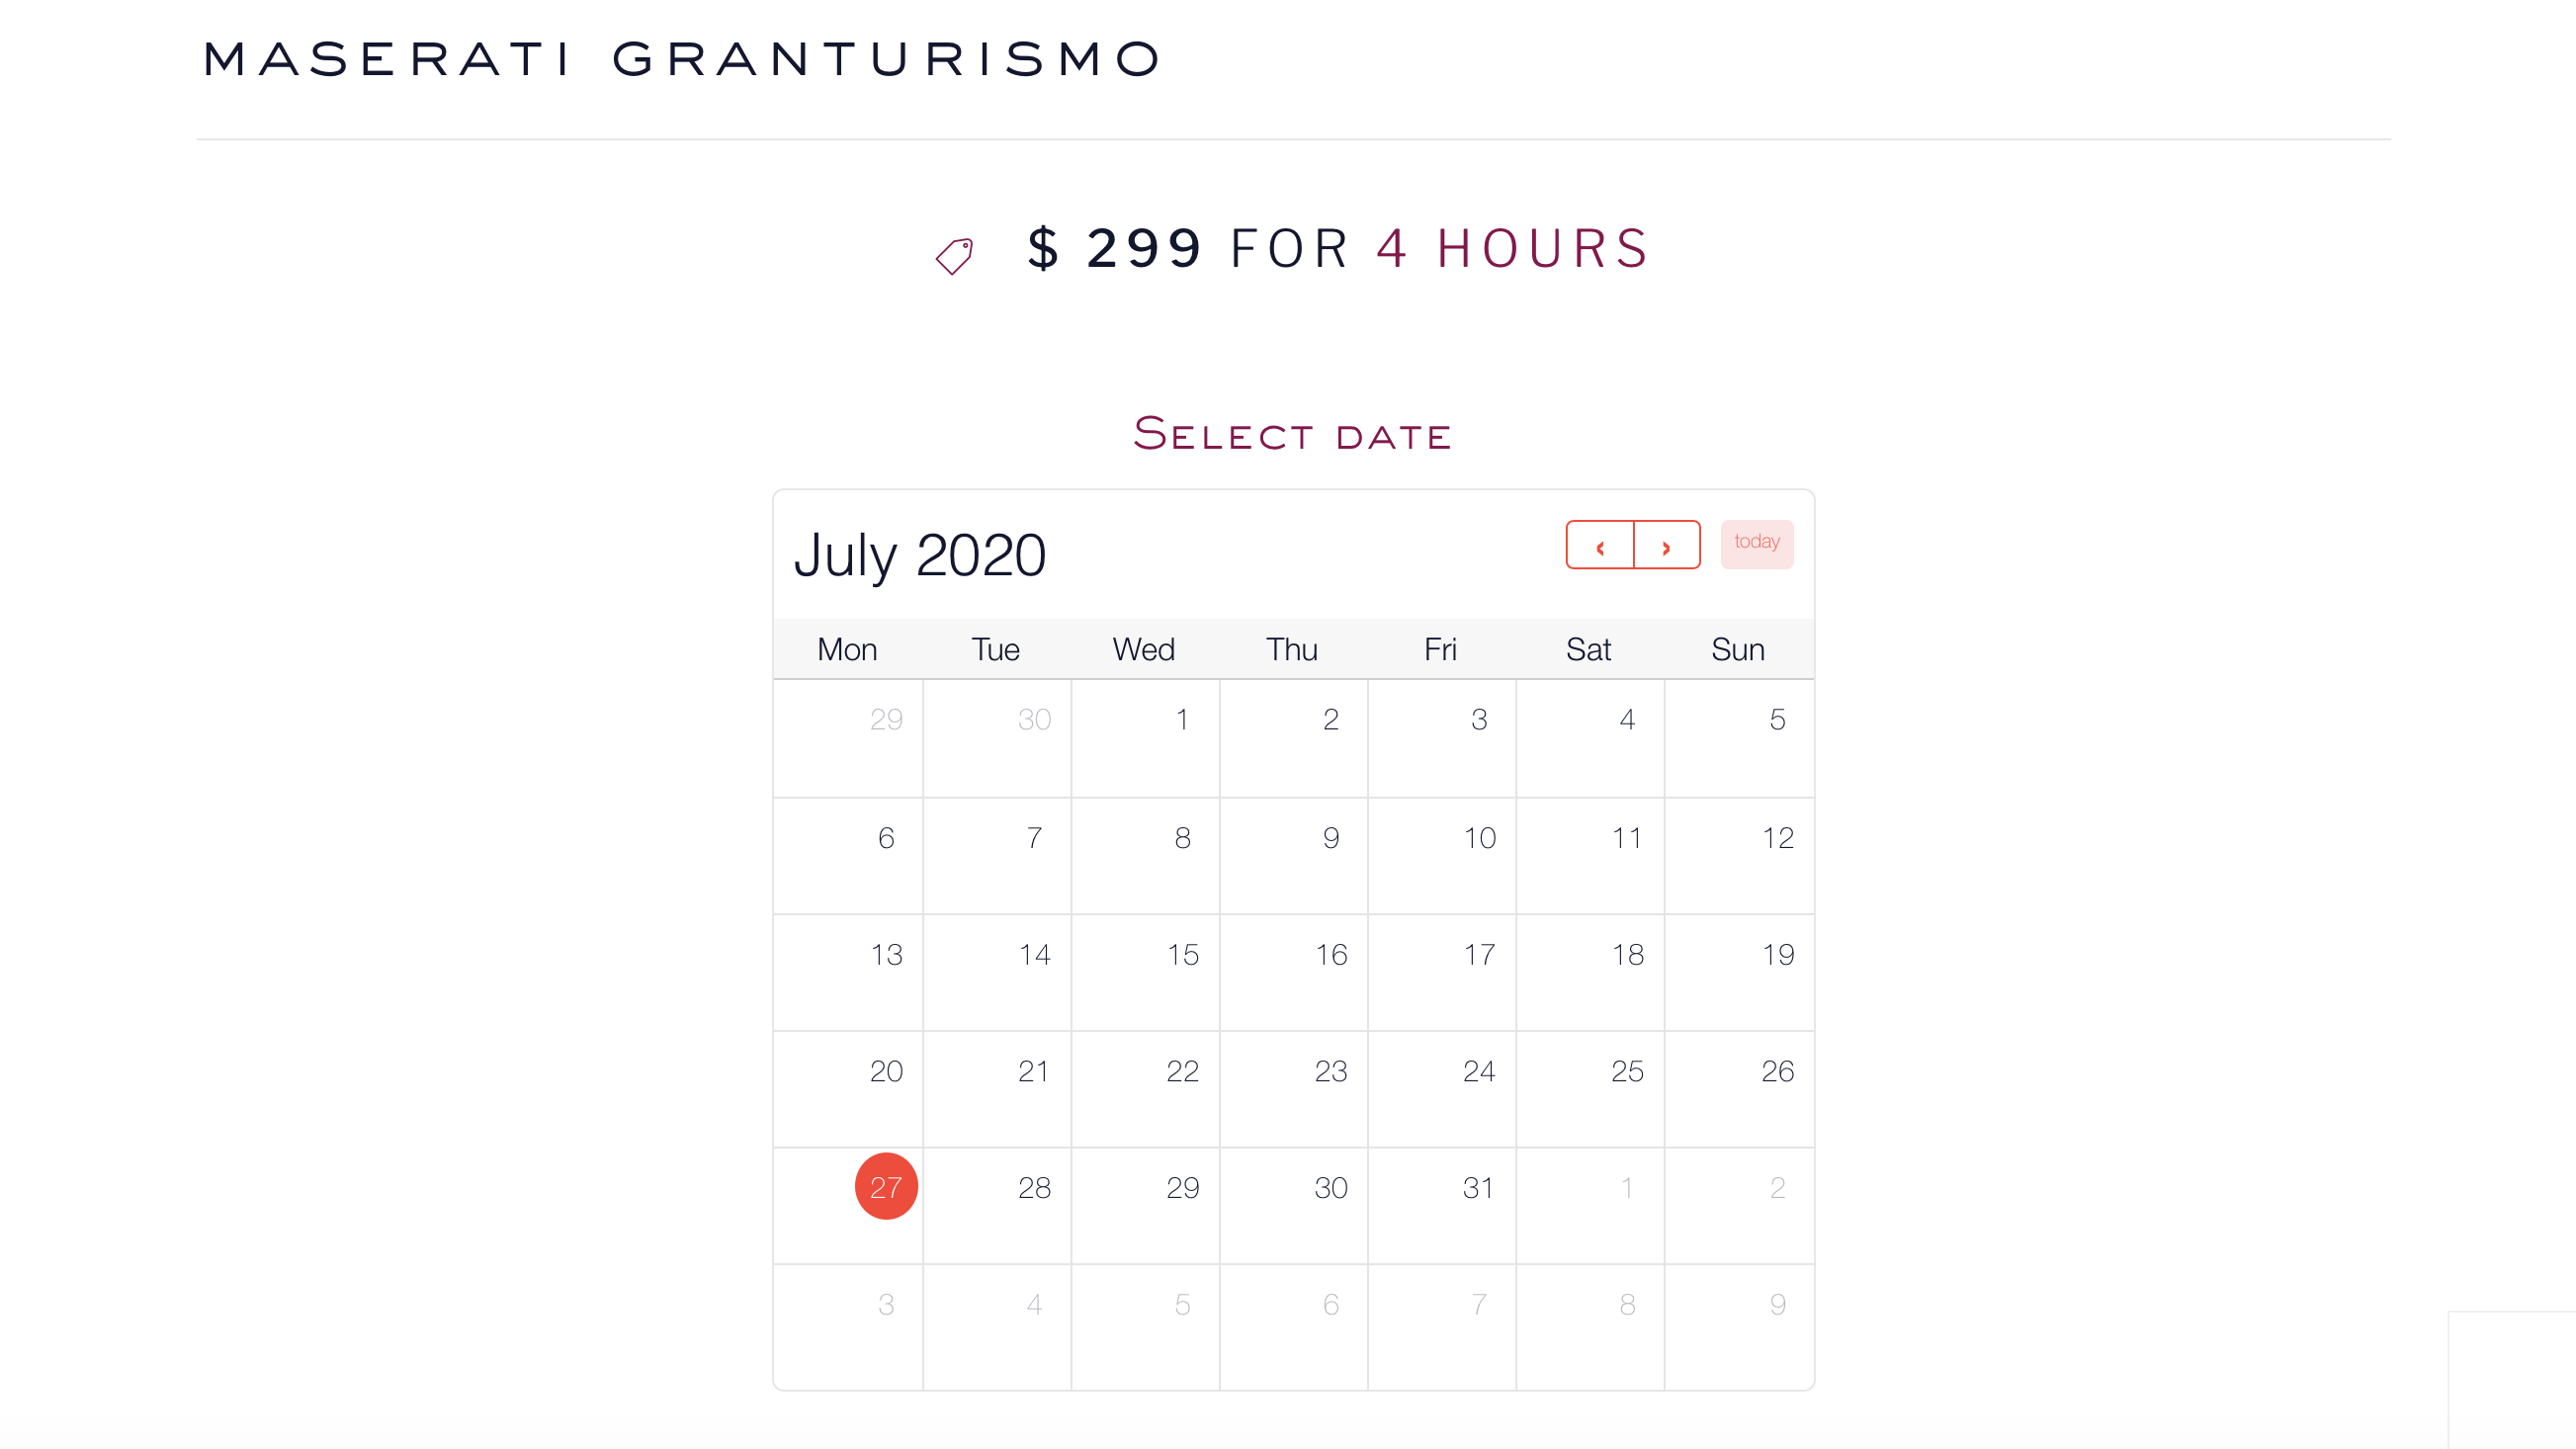 MASERATI GRANTURISMO
$ 299 FOR 4 HOURS
SELECT DATE
July 2020
‹ › today
Mon Tue Wed Thu Fri Sat Sun
29 30 1 2 3 4 5
6 7 8 9 10 11 12
13 14 15 16 17 18 19
20 21 22 23 24 25 26
27 28 29 30 31 1 2
3 4 5 6 7 8 9